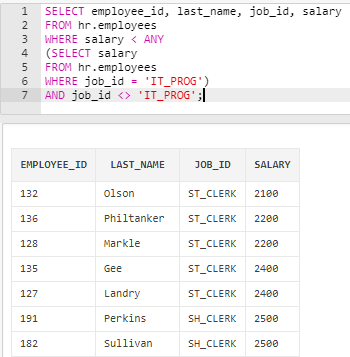 1 SELECT employee_id, last_name, job_id, salary
2 FROM hr.employees
3 WHERE salary < ANY
4 (SELECT salary
5 FROM hr.employees
6 WHERE job_id = 'IT_PROG')
7 AND job_id <> 'IT_PROG';
EMPLOYEE_ID LAST_NAME JOB_ID SALARY
132 Olson ST_CLERK 2100
136 Philtanker ST_CLERK 2200
128 Markle ST_CLERK 2200
135 Gee ST_CLERK 2400
127 Landry ST_CLERK 2400
191 Perkins SH_CLERK 2500
182 Sullivan SH_CLERK 2500